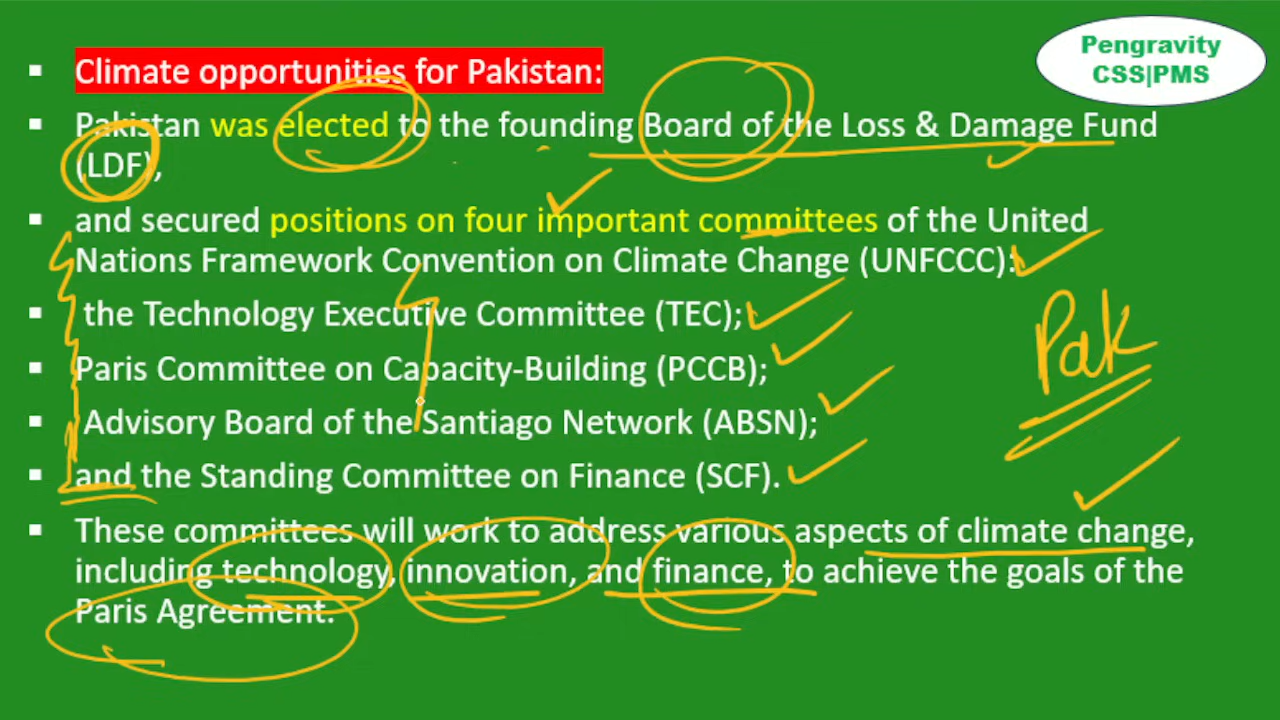 Pengravity
CSS|PMS
▪ Climate opportunities for Pakistan:
▪ Pakistan was elected to the founding Board of the Loss & Damage Fund
(LDF),
▪ and secured positions on four important committees of the United
Nations Framework Convention on Climate Change (UNFCCC):
▪ the Technology Executive Committee (TEC);
▪ Paris Committee on Capacity-Building (PCCB);
▪ Advisory Board of the Santiago Network (ABSN);
▪ and the Standing Committee on Finance (SCF).
Pak
▪ These committees will work to address various aspects of climate change,
including technology, innovation, and finance, to achieve the goals of the
Paris Agreement.